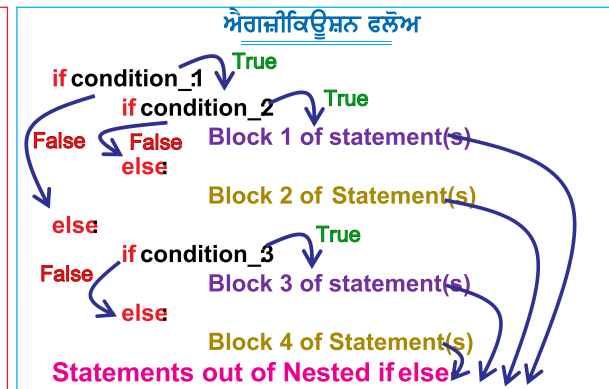 ਐਗਜ਼ੀਕਿਊਸ਼ਨ ਫਲੋਅ
True
if condition_1:
True
if condition_2:
Block 1 of statement(s)
False
False
else:
Block 2 of Statement(s)
else:
True
if condition_3:
False
Block 3 of statement(s)
else:
Block 4 of Statement(s)
Statements out of Nested if else